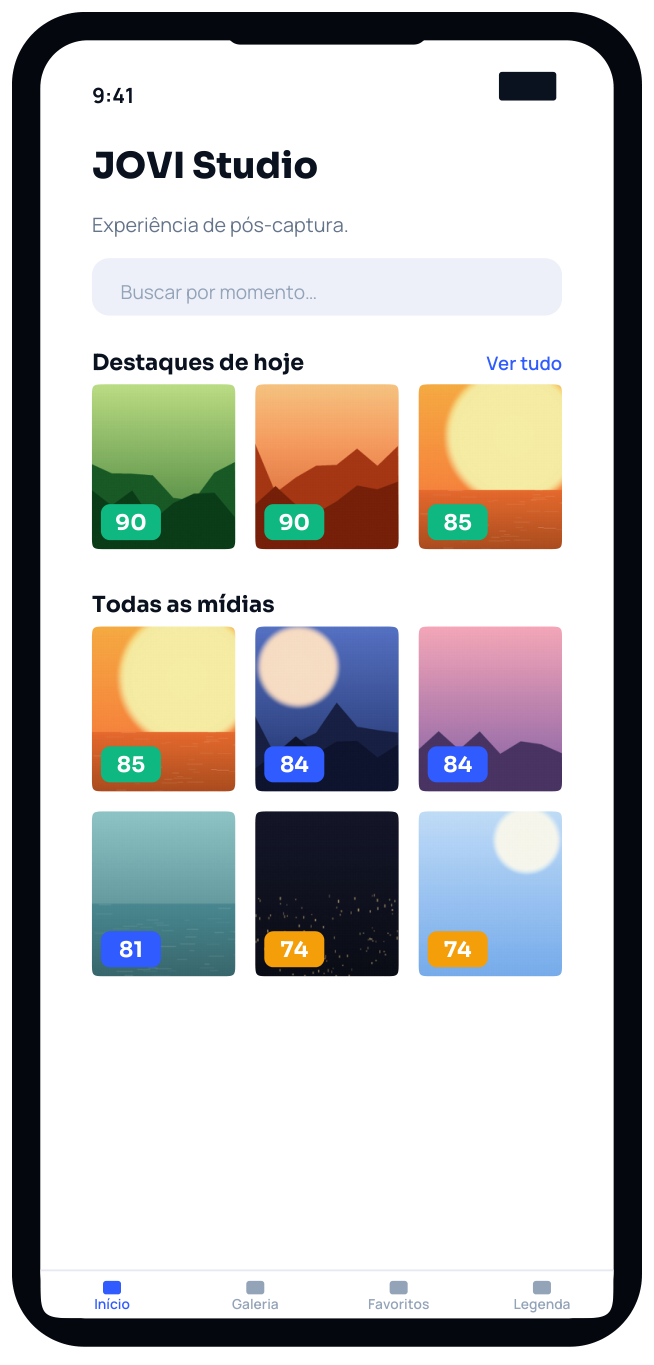 9:41
JOVI Studio
Experiência de pós-captura.
Buscar por momento...
Destaques de hoje
Ver tudo
90
90
85
Todas as mídias
85
84
84
81
74
74
Início
Galeria
Favoritos
Legenda